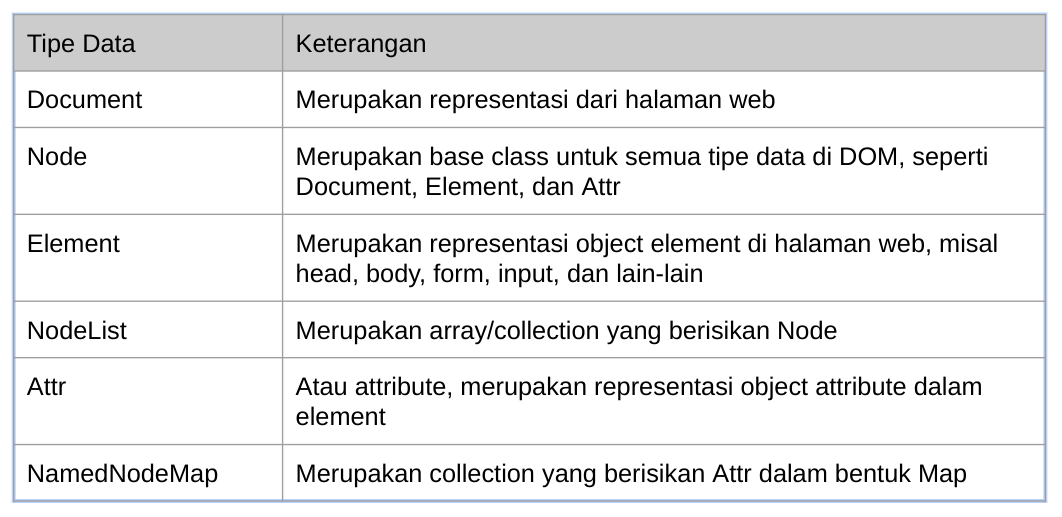 Tipe Data
Keterangan
Document
Merupakan representasi dari halaman web
Node
Merupakan base class untuk semua tipe data di DOM, seperti
Document, Element, dan Attr
Element
Merupakan representasi object element di halaman web, misal
head, body, form, input, dan lain-lain
NodeList
Merupakan array/collection yang berisikan Node
Attr
Atau attribute, merupakan representasi object attribute dalam
element
NamedNodeMap
Merupakan collection yang berisikan Attr dalam bentuk Map